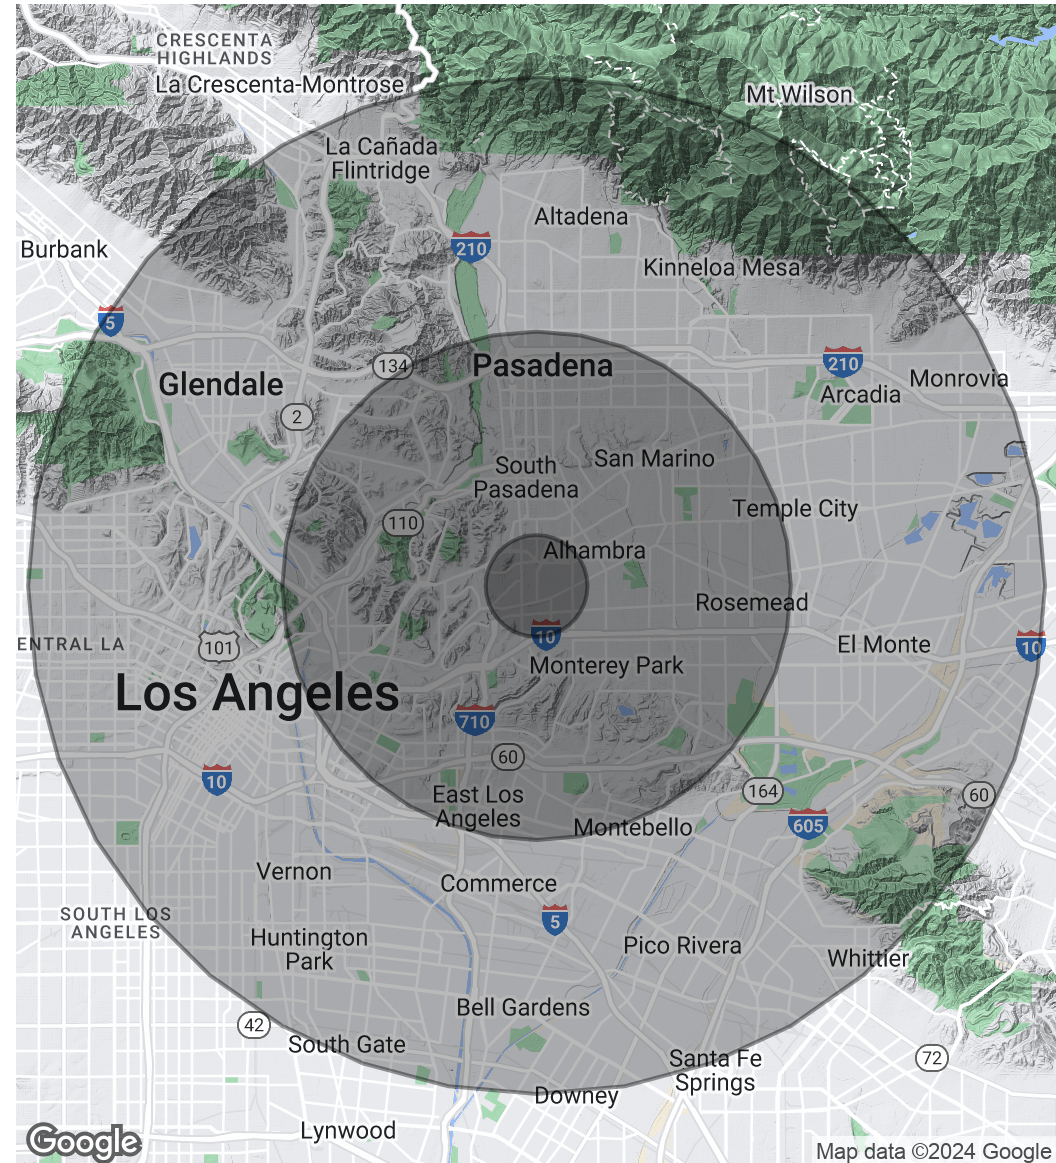 CRESCENTA
HIGHLANDS
La Crescenta-Montrose
Mt Wilson
La Cañada
Flintridge
Altadena
Burbank
210
Kinneloa Mesa
5
134
Pasadena
210
Glendale
Monrovia
Arcadia
2
South
Pasadena
San Marino
Temple City
110
Alhambra
Rosemead
10
ENTRAL LA
101
El Monte
10
Monterey Park
Los Angeles
710
60
10
164
60
East Los
Angeles
Montebello
605
Vernon
Commerce
SOUTH LOS
ANGELES
5
Huntington
Park
Pico Rivera
Whittier
Bell Gardens
42
South Gate
Santa Fe
Springs
72
Downey
Lynwood
Google
Map data ©2024 Google